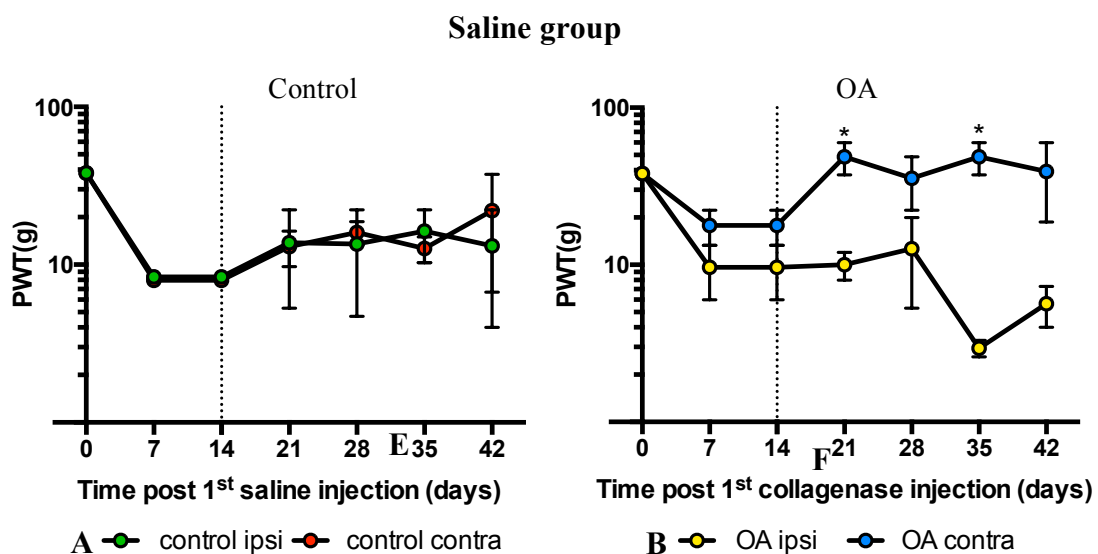 Saline group
Control
100
10
PWT(g)
0 7 14 21 28 35 42
E
Time post 1st saline injection (days)
A control ipsi control contra
OA
100
10
PWT(g)
* *
0 7 14 21 28 35 42
F
Time post 1st collagenase injection (days)
B OA ipsi OA contra